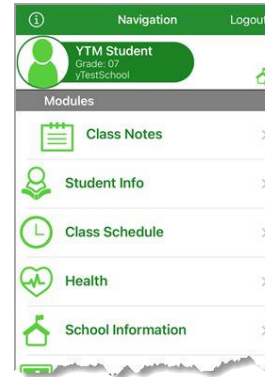 Navigation
Logout
YTM Student
Grade: 07
yTestSchool
Modules
Class Notes
Student Info
Class Schedule
Health
School Information